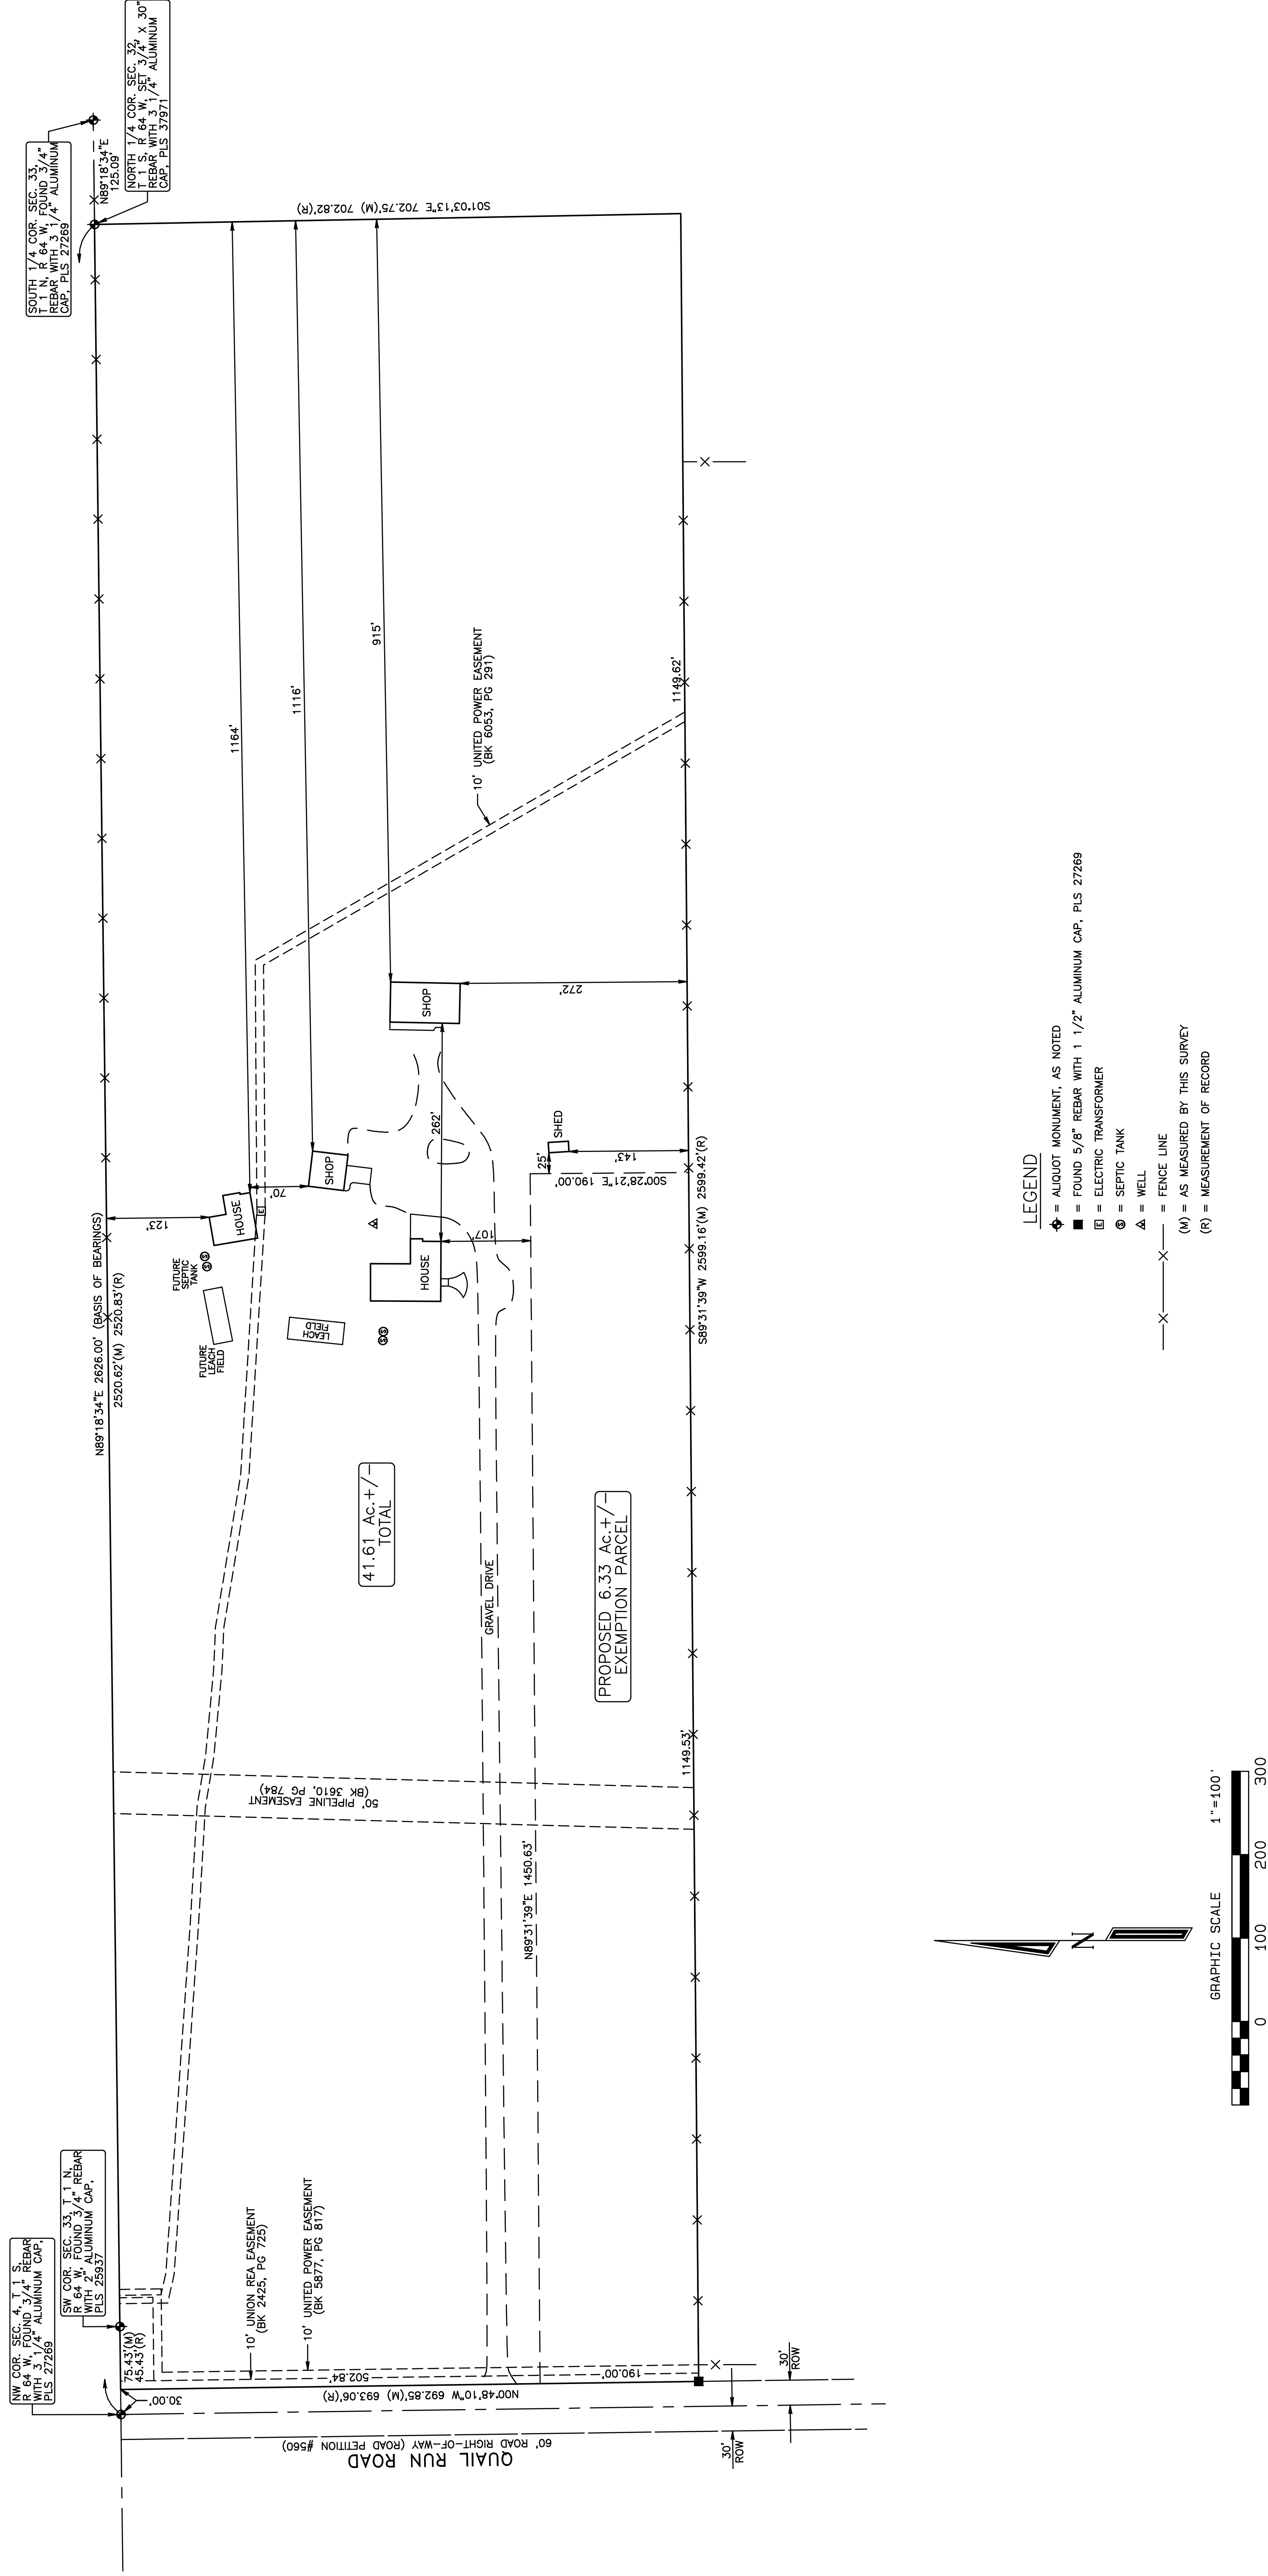 SOUTH 1/4 COR. SEC. 33,
T 1 N, R 64 W, FOUND 3/4"
REBAR WITH 3 1/4" ALUMINUM
CAP, PLS 27269
NORTH 1/4 COR. SEC. 32,
T 1 S, R 64 W, SET 3/4" X 30"
REBAR WITH 3 1/4" ALUMINUM
CAP, PLS 37971
N89°18'34"E
125.09'
S01°03'13"E 702.75'(M) 702.82'(R)
1164'
1116'
915'
10' UNITED POWER EASEMENT
(BK 6053, PG 291)
1149.62'
SHOP
272'
262'
SHED
25'
143'
S00°28'21"E 190.00'
SHOP
70'
E
HOUSE
123'
107'
HOUSE
FUTURE
SEPTIC
TANK
S S
FUTURE
LEACH
FIELD
LEACH
FIELD
S S
N89°18'34"E 2626.00' (BASIS OF BEARINGS)
2520.62'(M) 2520.83'(R)
S89°31'39"W 2599.16'(M) 2599.42'(R)
41.61 Ac.+/-
TOTAL
GRAVEL DRIVE
PROPOSED 6.33 Ac.+/-
EXEMPTION PARCEL
1149.53'
50' PIPELINE EASEMENT
(BK 3610, PG 784)
N89°31'39"E 1450.63'
NW COR. SEC. 4, T 1 S,
R 64 W, FOUND 3/4" REBAR
WITH 3 1/4" ALUMINUM CAP,
PLS 27269
SW COR. SEC. 33, T 1 N,
R 64 W, FOUND 3/4" REBAR
WITH 2" ALUMINUM CAP,
PLS 25937
75.43'(M)
45.43'(R)
30.00'
10' UNION REA EASEMENT
(BK 2425, PG 725)
10' UNITED POWER EASEMENT
(BK 5877, PG 817)
502.84'
190.00'
N00°48'10"W 692.85'(M) 693.06'(R)
60' ROAD RIGHT-OF-WAY (ROAD PETITION #560)
QUAIL RUN ROAD
30'
ROW
30'
ROW
LEGEND
= ALIQUOT MONUMENT, AS NOTED
= FOUND 5/8" REBAR WITH 1 1/2" ALUMINUM CAP, PLS 27269
E = ELECTRIC TRANSFORMER
S = SEPTIC TANK
= WELL
= FENCE LINE
(M) = AS MEASURED BY THIS SURVEY
(R) = MEASUREMENT OF RECORD
N
GRAPHIC SCALE 1"=100'
0 100 200 300